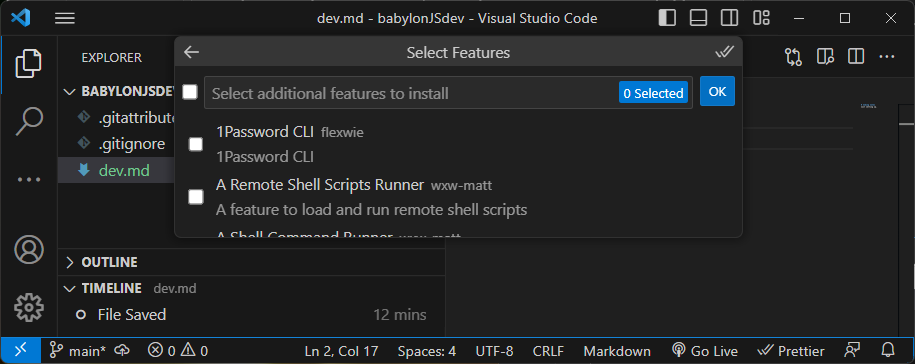 dev.md - babylonJSdev - Visual Studio Code
EXPLORER
Select Features
BABYLONJSDEV
Select additional features to install
0 Selected
OK
.gitattribute
.gitignore
dev.md
1Password CLI flexwie
1Password CLI
A Remote Shell Scripts Runner wxw-matt
A feature to load and run remote shell scripts
A Shell Command Runner wxw-matt
OUTLINE
TIMELINE dev.md
File Saved 12 mins
main* 0 0 Ln 2, Col 17 Spaces: 4 UTF-8 CRLF Markdown Go Live Prettier